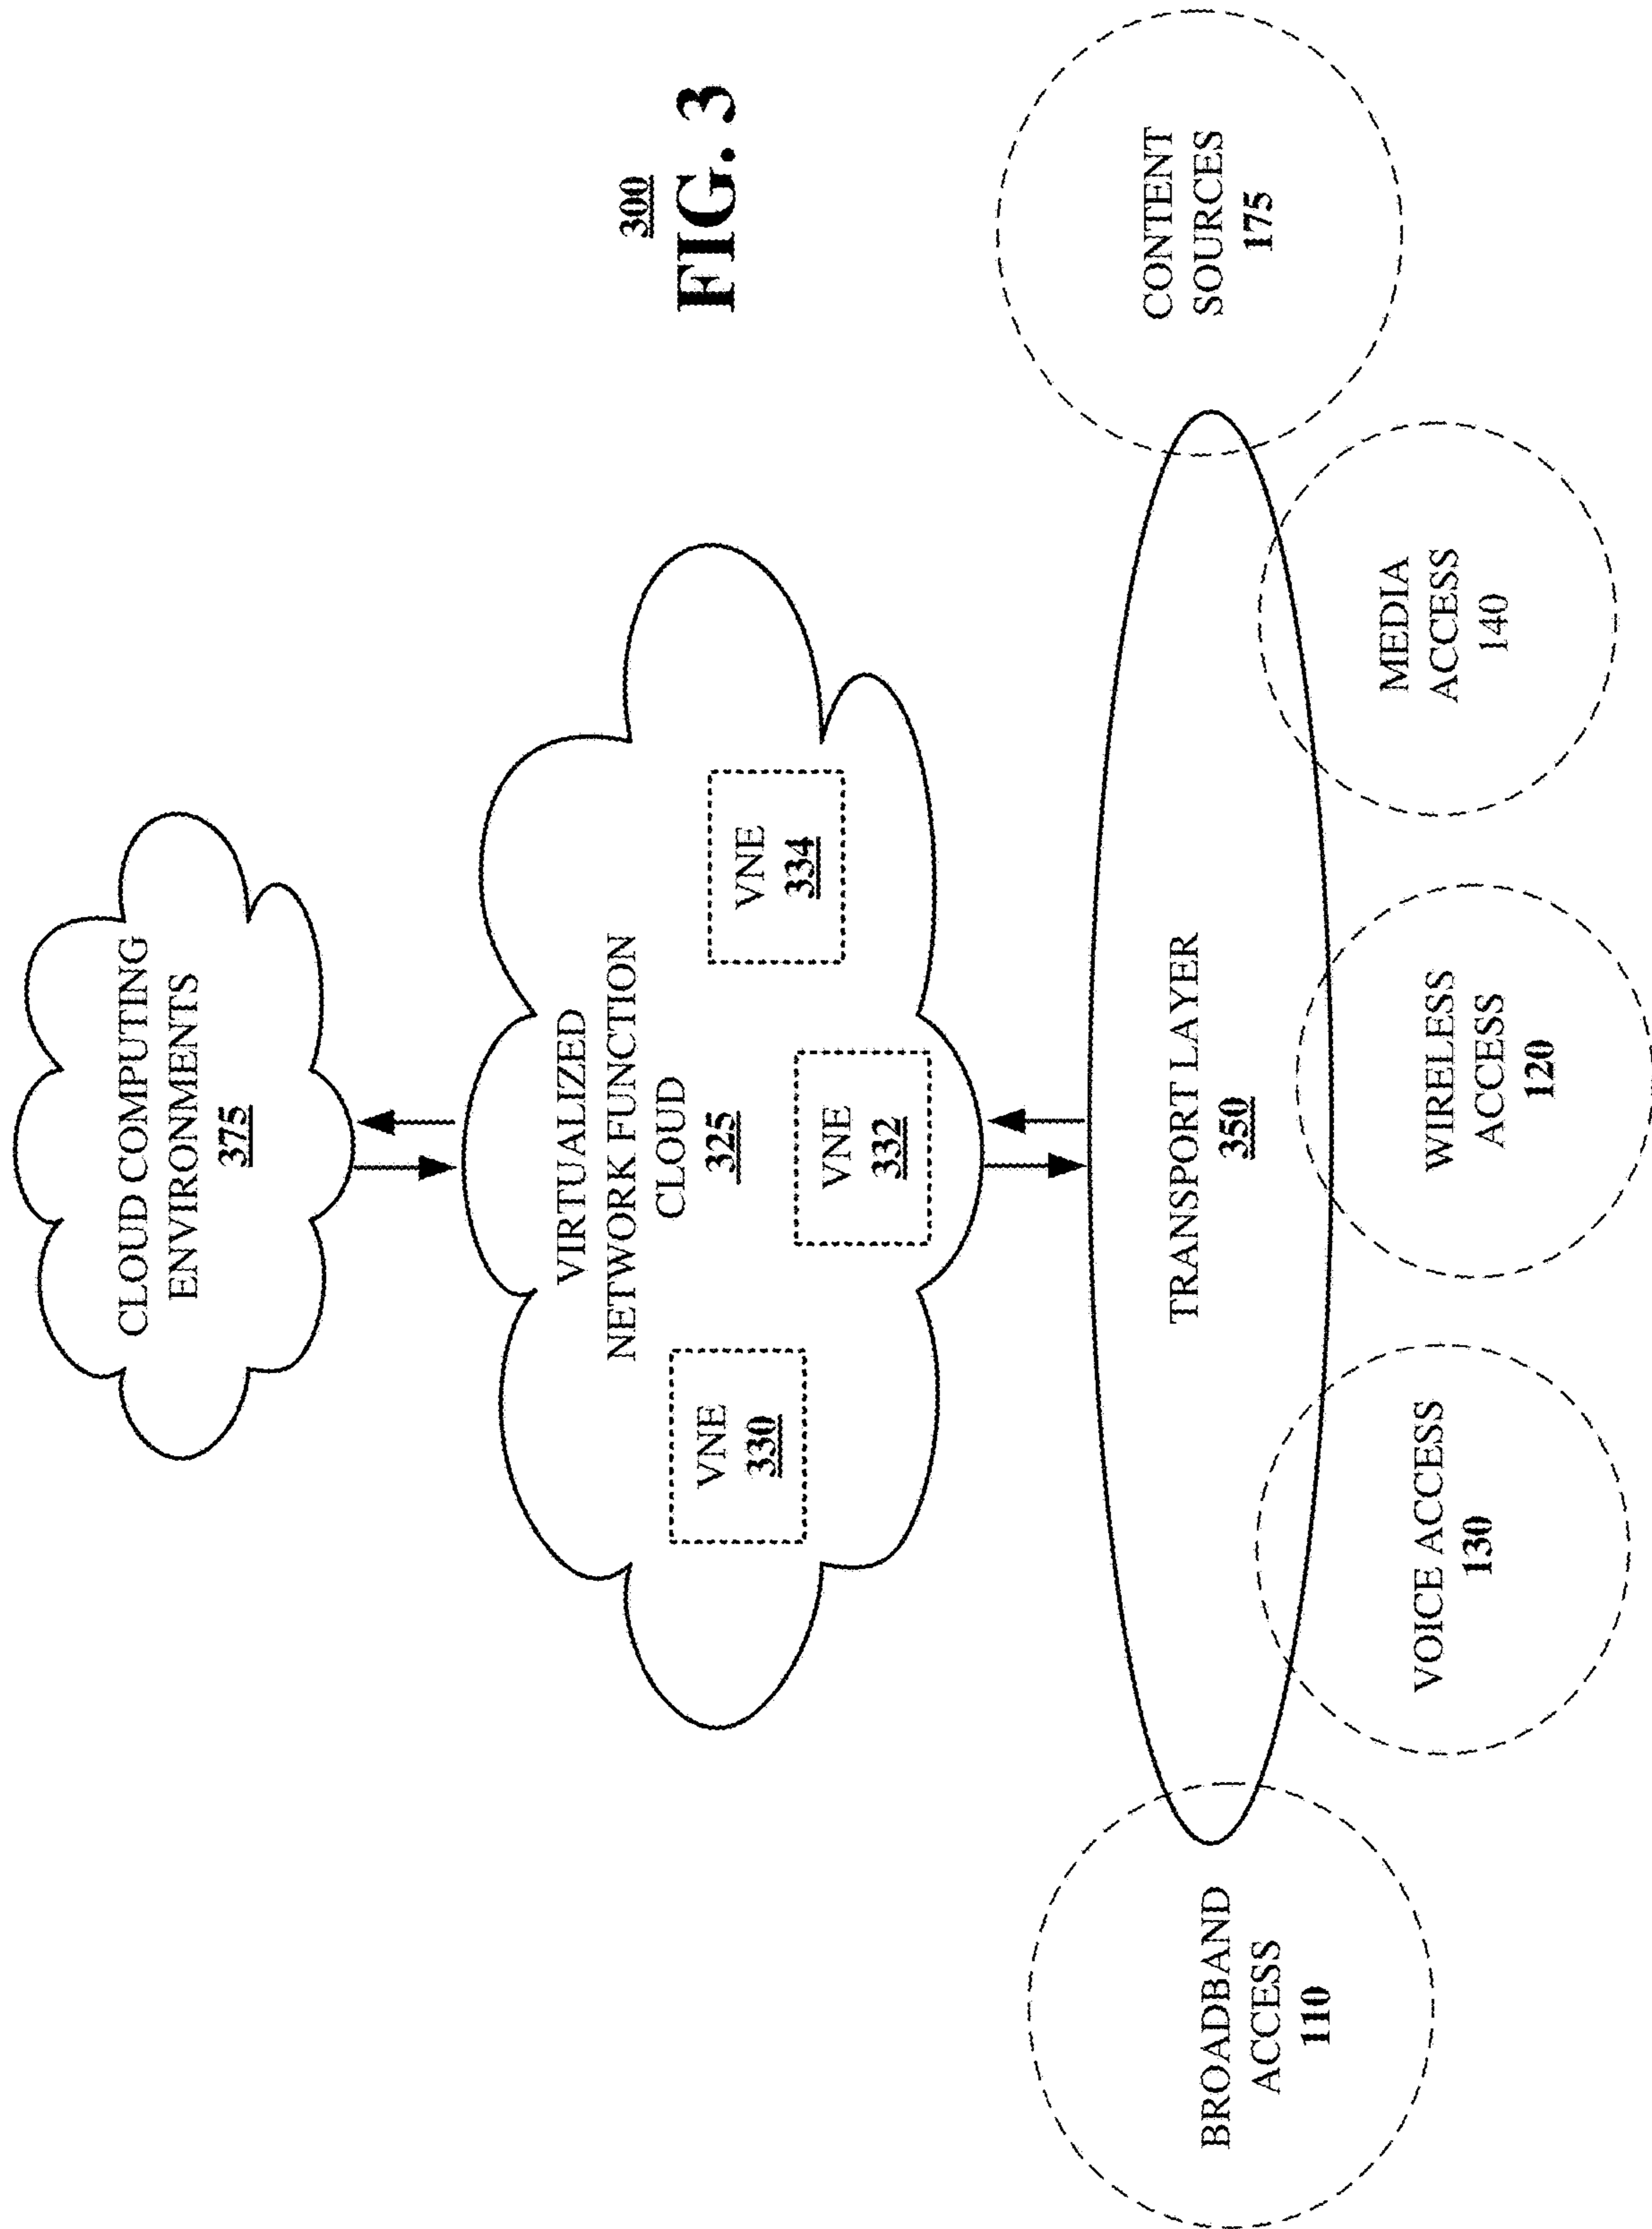 CLOUD COMPUTING
ENVIRONMENTS
375
VIRTUALIZED
NETWORK FUNCTION
CLOUD
325
VNE
330
VNE
332
VNE
334
300
FIG. 3
TRANSPORT LAYER
350
BROADBAND
ACCESS
110
VOICE ACCESS
130
WIRELESS
ACCESS
120
MEDIA
ACCESS
140
CONTENT
SOURCES
175